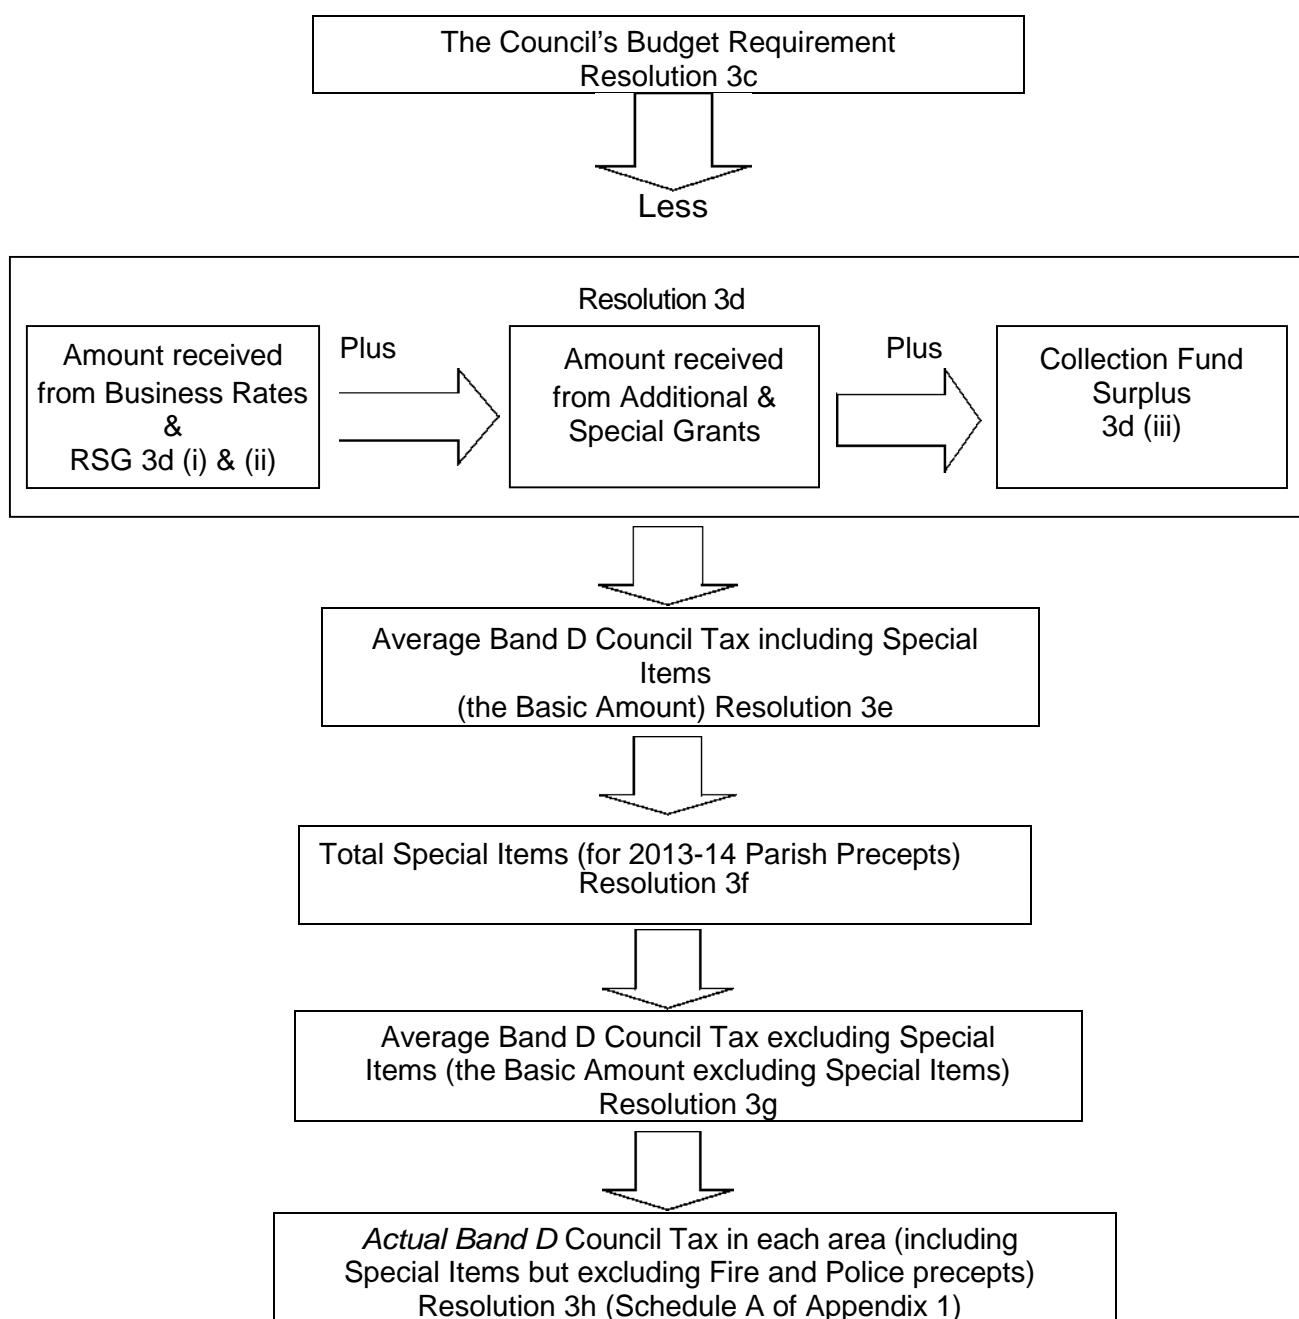 The Council’s Budget Requirement
Resolution 3c
Less
Resolution 3d
Amount received
from Business Rates
&
RSG 3d (i) & (ii)
Plus
Amount received
from Additional &
Special Grants
Plus
Collection Fund
Surplus
3d (iii)
Average Band D Council Tax including Special
Items
(the Basic Amount) Resolution 3e
Total Special Items (for 2013-14 Parish Precepts)
Resolution 3f
Average Band D Council Tax excluding Special
Items (the Basic Amount excluding Special Items)
Resolution 3g
Actual Band D Council Tax in each area (including
Special Items but excluding Fire and Police precepts)
Resolution 3h (Schedule A of Appendix 1)